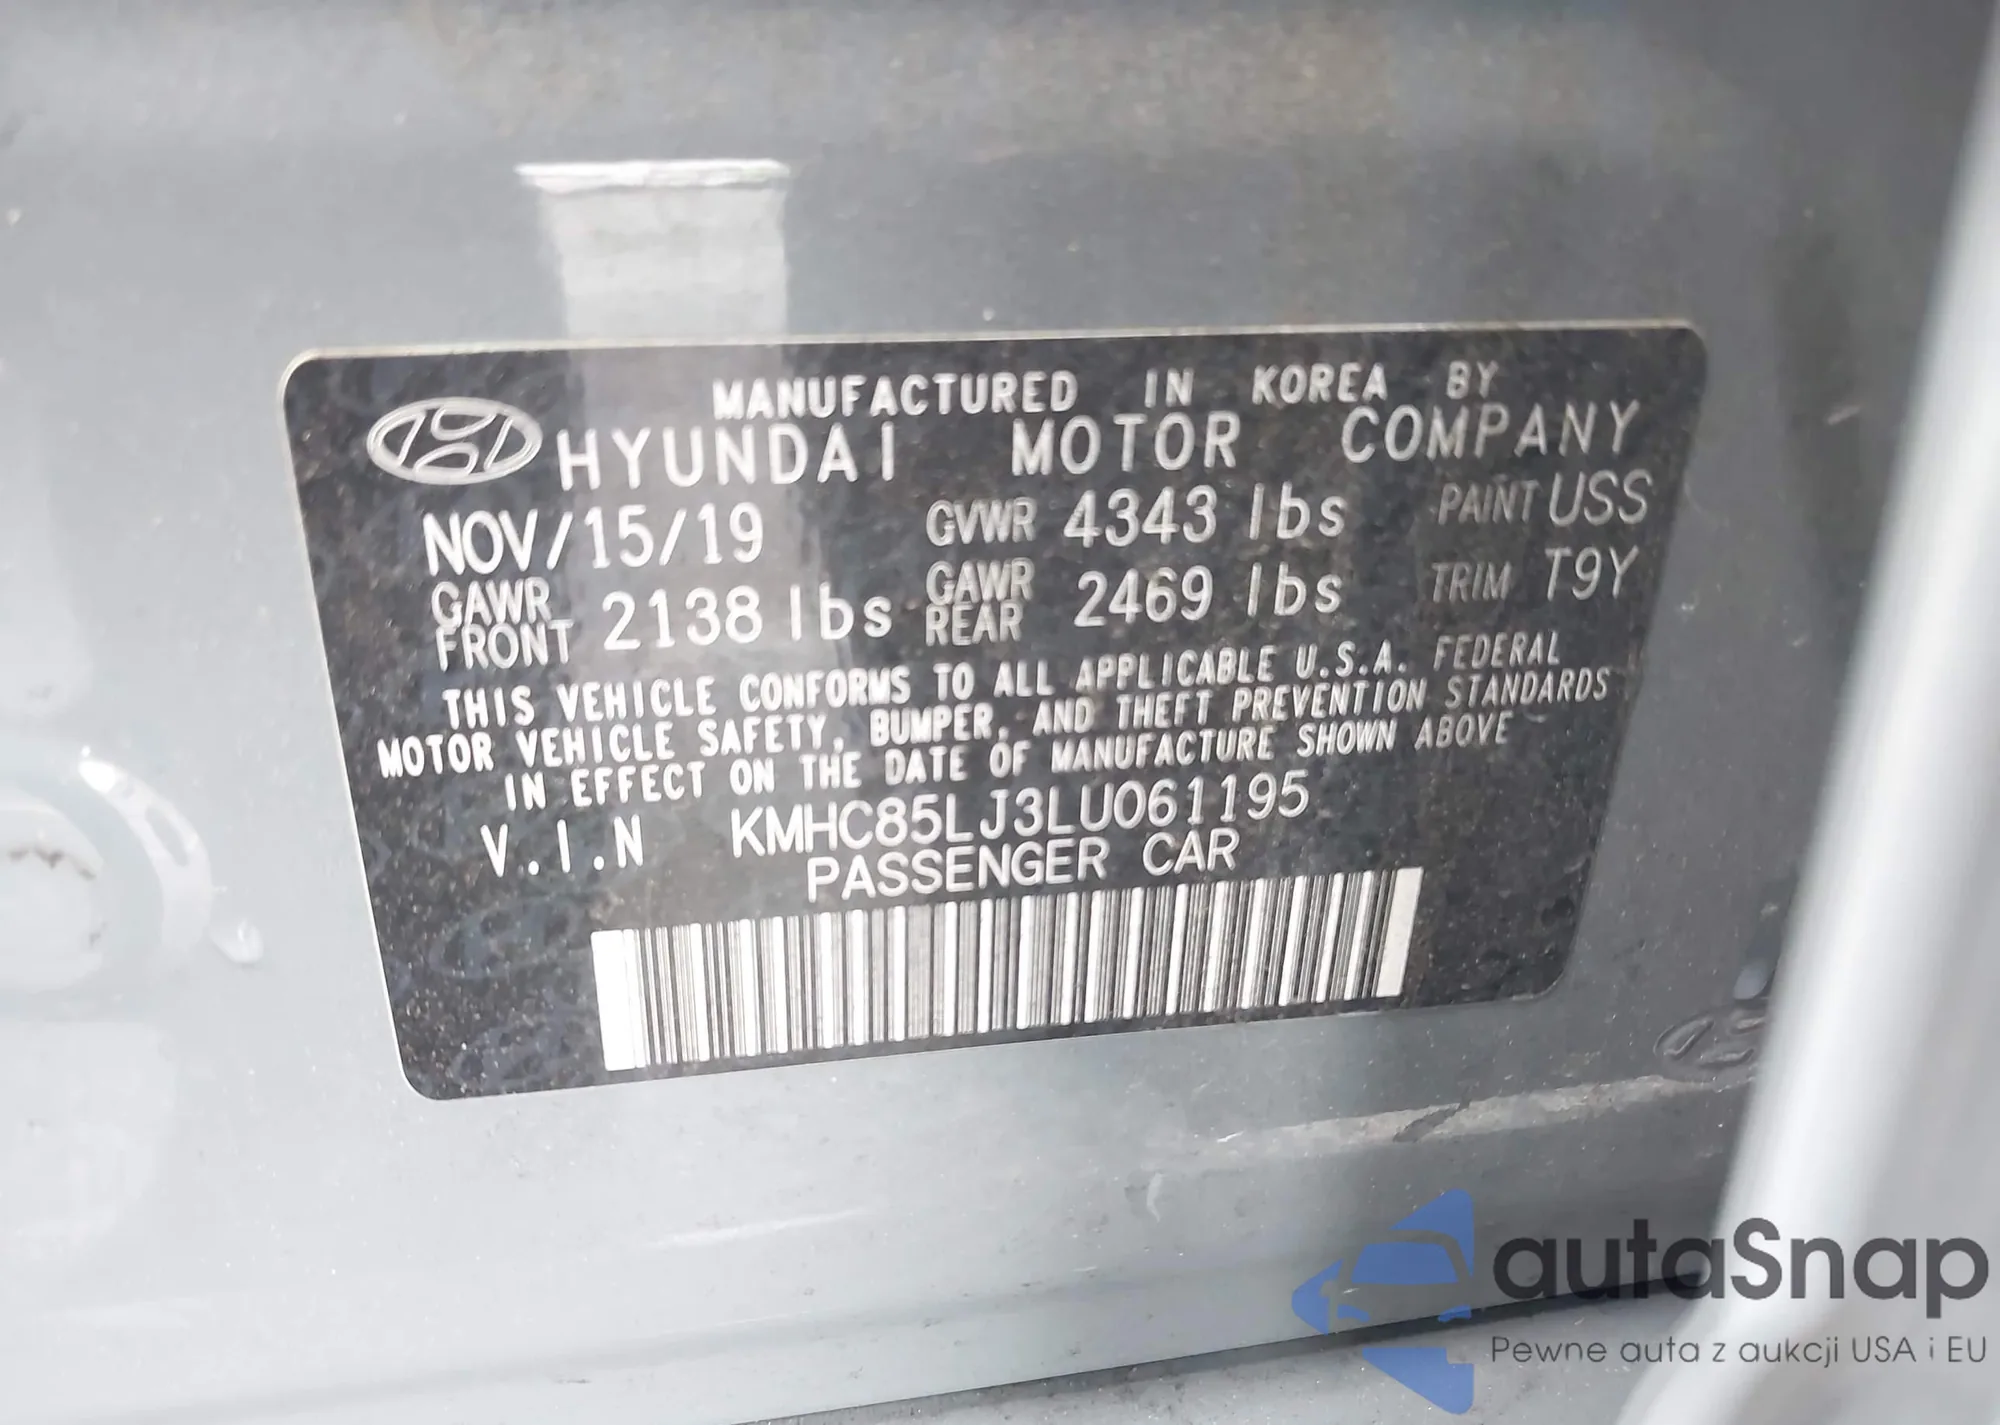 MANUFACTURED IN KOREA BY
HYUNDAI MOTOR COMPANY
NOV/15/19 GVWR 4343 lbs PAINT USS
GAWR FRONT 2138 lbs GAWR REAR 2469 lbs TRIM T9Y
THIS VEHICLE CONFORMS TO ALL APPLICABLE U.S.A. FEDERAL
MOTOR VEHICLE SAFETY, BUMPER, AND THEFT PREVENTION STANDARDS
IN EFFECT ON THE DATE OF MANUFACTURE SHOWN ABOVE
V.I.N KMHC85LJ3LU061195
PASSENGER CAR
autaSnap
Pewne auta z aukcji USA i EU